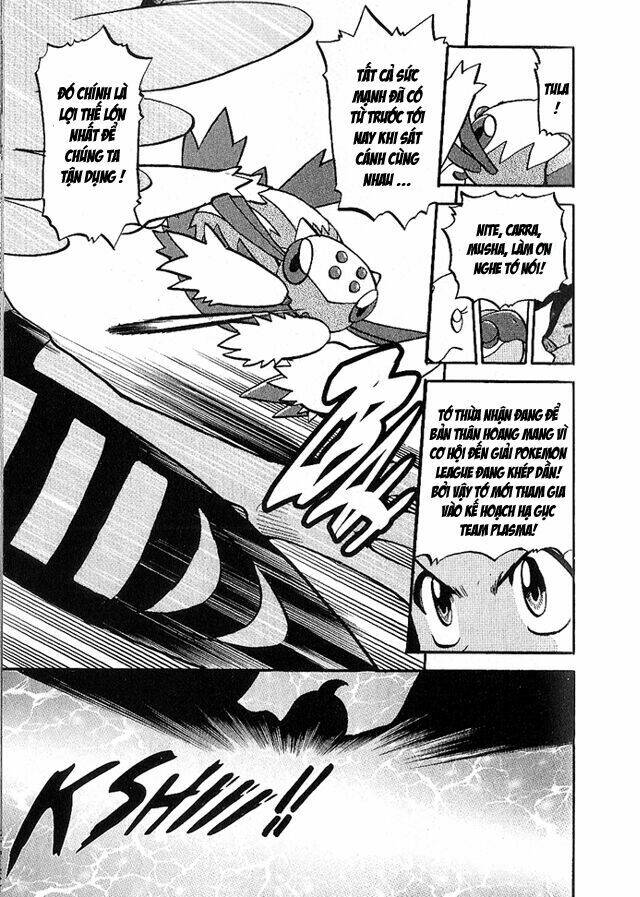 TULA
!
NITE, CARRA,
MUSHA, LÀM ƠN
NGHE TỚ NÓI!
TỚ THỪA NHẬN ĐANG ĐỂ
BẢN THÂN HOANG MANG VÌ
CƠ HỘI ĐẾN GIẢI POKEMON
LEAGUE ĐANG KHÉP DẦN!
BỞI VẬY TỚ MỚI THAM GIA
VÀO KẾ HOẠCH HẠ GỤC
TEAM PLASMA!
TẤT CẢ SỨC
MẠNH ĐÃ CÓ
TỪ TRƯỚC TỚI
NAY KHI SÁT
CÁNH CÙNG
NHAU ...
ĐÓ CHÍNH LÀ
LỢI THẾ LỚN
NHẤT ĐỂ
CHÚNG TA
TẬN DỤNG !
KSHIIII!!